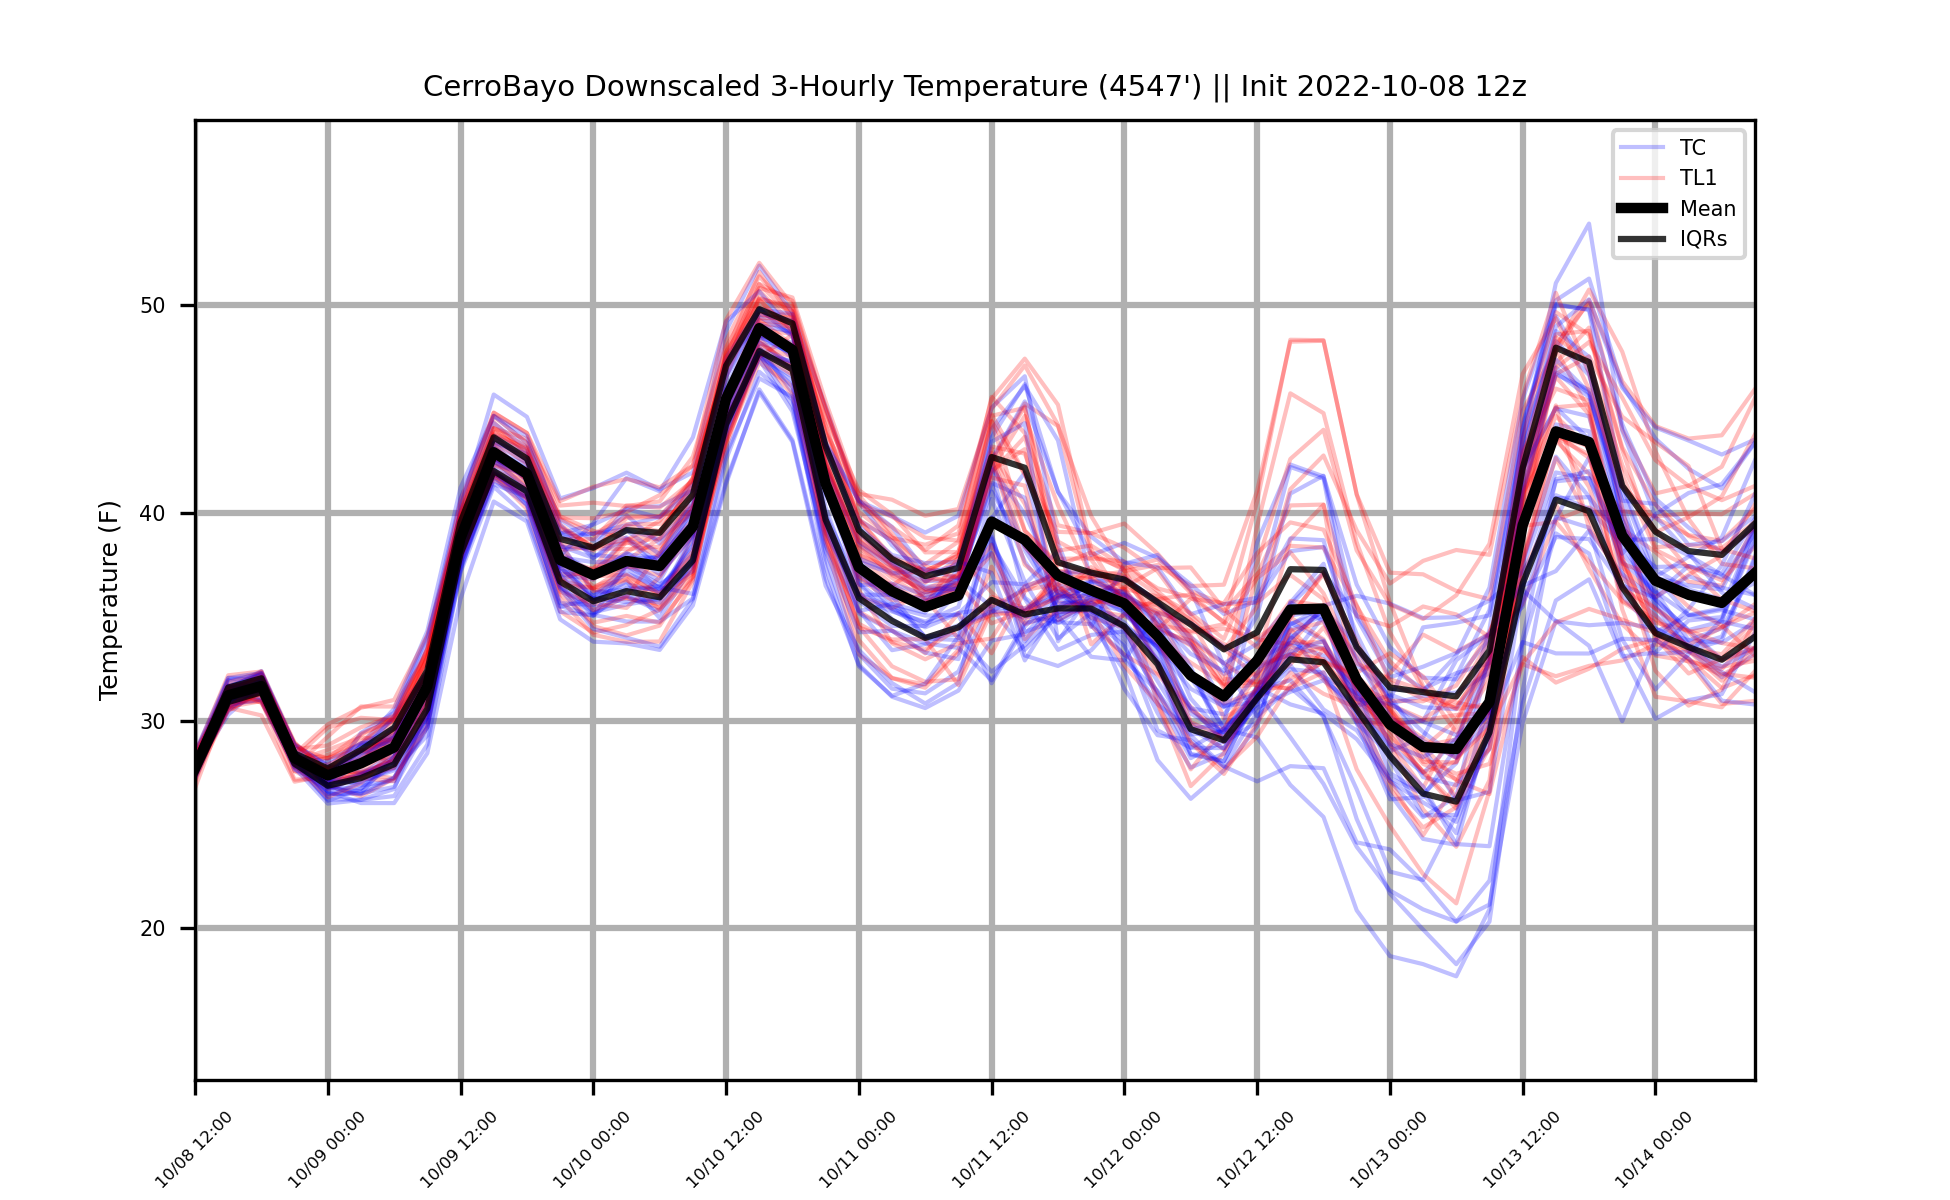 CerroBayo Downscaled 3-Hourly Temperature (4547') || Init 2022-10-08 12z
TC
TL1
Mean
IQRs
Temperature (F)
50
40
30
20
10/08 12:00
10/09 00:00
10/09 12:00
10/10 00:00
10/10 12:00
10/11 00:00
10/11 12:00
10/12 00:00
10/12 12:00
10/13 00:00
10/13 12:00
10/14 00:00